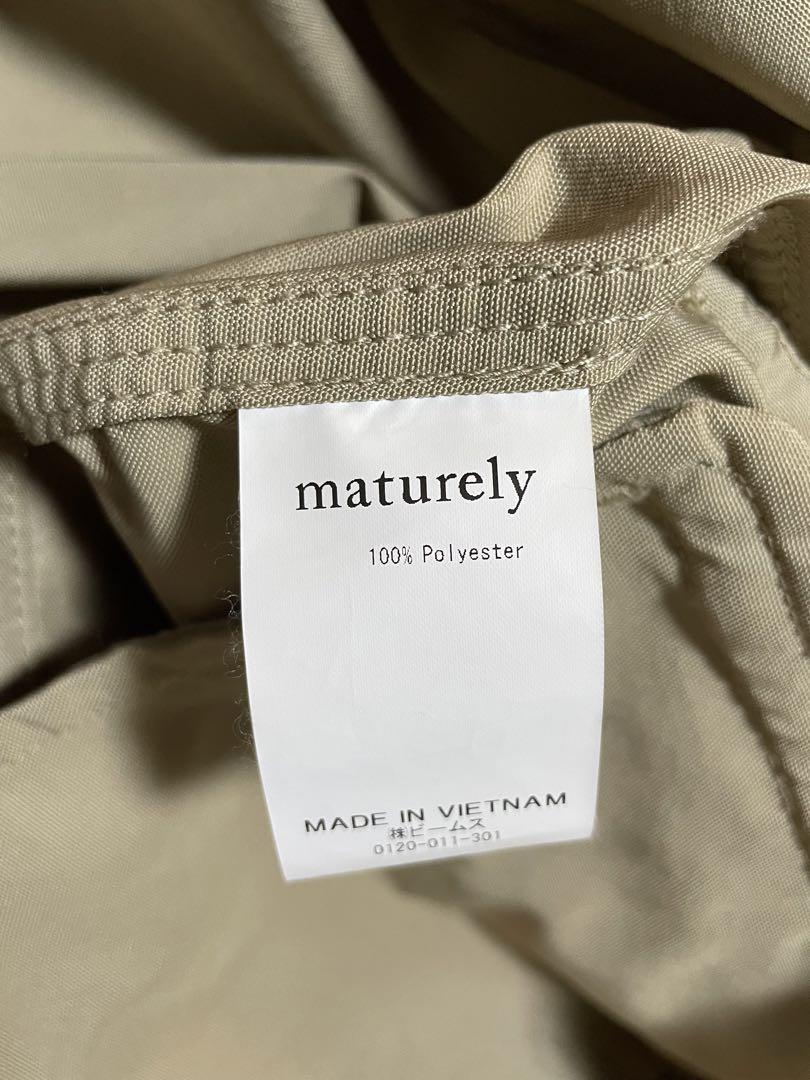 maturely
100% Polyester
MADE IN VIETNAM
㈱ビームス
0120-011-301